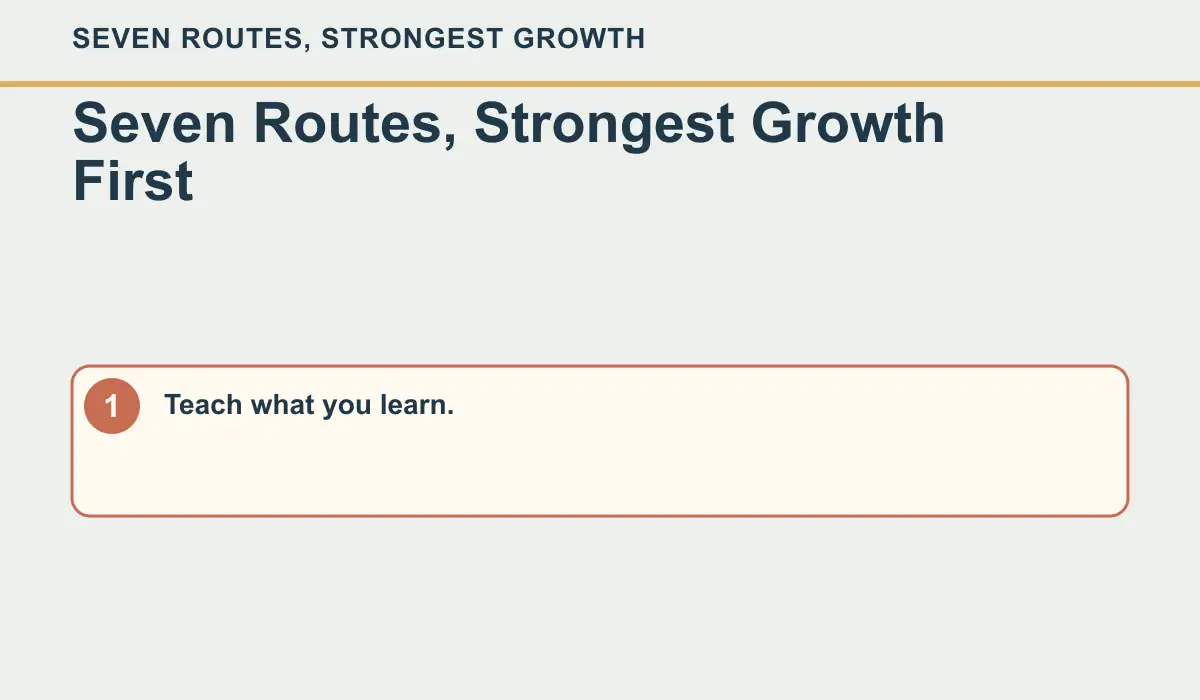 SEVEN ROUTES, STRONGEST GROWTH
Seven Routes, Strongest Growth
First
1
Teach what you learn.